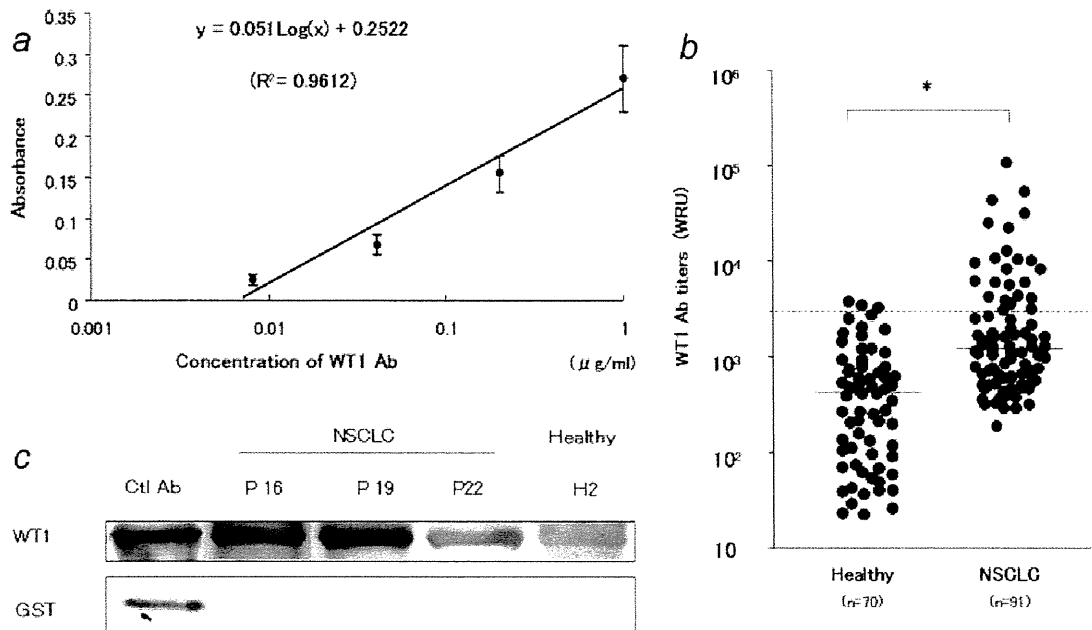 a
y = 0.051Log(x) + 0.2522
(R²= 0.9612)
Absorbance
0.35
0.3
0.25
0.2
0.15
0.1
0.05
0
0.001
0.01
0.1
1
Concentration of WT1 Ab
(μg/ml)
b
*
WT1 Ab titers (WRU)
10⁶
10⁵
10⁴
10³
10²
10
Healthy
(n=70)
NSCLC
(n=91)
c
NSCLC
Healthy
Ctl Ab
P 16
P 19
P22
H2
WT1
GST